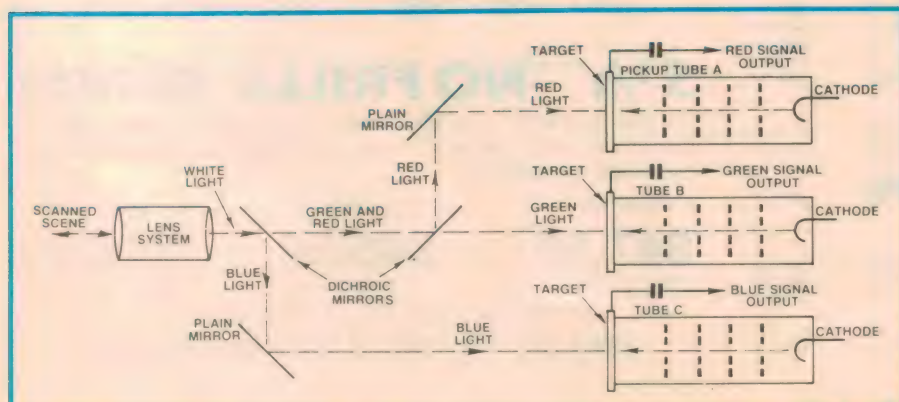 TARGET
RED SIGNAL
OUTPUT
PICKUP TUBE A
CATHODE
RED
LIGHT
PLAIN
MIRROR
RED
LIGHT
WHITE
LIGHT
SCANNED
SCENE
LENS
SYSTEM
GREEN AND
RED LIGHT
TARGET
GREEN SIGNAL
OUTPUT
TUBE B
CATHODE
GREEN
LIGHT
BLUE
LIGHT
DICHROIC
MIRRORS
TARGET
BLUE SIGNAL
OUTPUT
TUBE C
CATHODE
PLAIN
MIRROR
BLUE
LIGHT